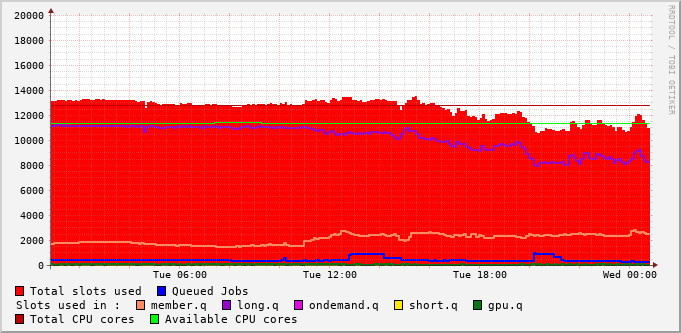 RRDTOOL / TOBI OETIKER
20000
18000
16000
14000
12000
10000
8000
6000
4000
2000
0
Tue 06:00 Tue 12:00 Tue 18:00 Wed 00:00
Total slots used Queued Jobs
Slots used in : member.q long.q ondemand.q short.q gpu.q
Total CPU cores Available CPU cores